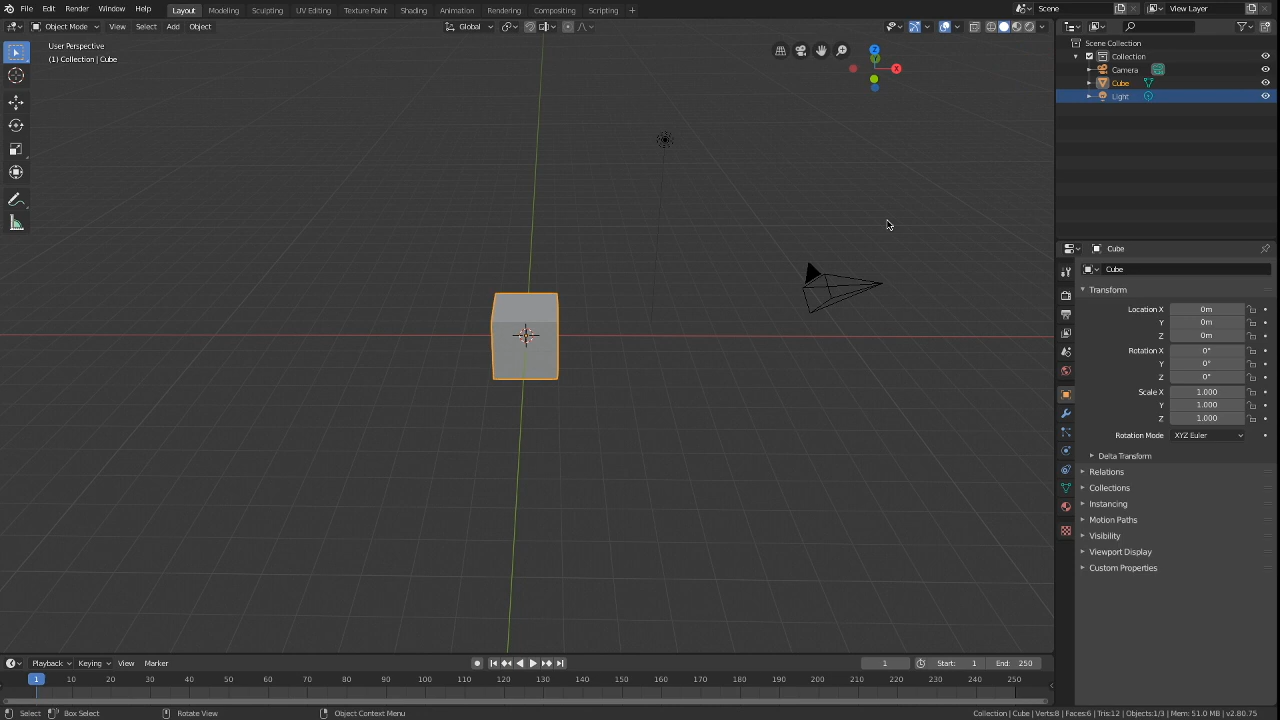 File Edit Render Window Help Layout Modeling Sculpting UV Editing Texture Paint Shading Animation Rendering Compositing Scripting + Scene View Layer
Object Mode View Select Add Object Global
User Perspective
(1) Collection | Cube
Z
Y
X
Scene Collection
Collection
Camera
Cube
Light
Cube
Cube
Transform
Location X 0m
Y 0m
Z 0m
Rotation X 0°
Y 0°
Z 0°
Scale X 1.000
Y 1.000
Z 1.000
Rotation Mode XYZ Euler
Delta Transform
Relations
Collections
Instancing
Motion Paths
Visibility
Viewport Display
Custom Properties
Playback Keying View Marker 1 Start: 1 End: 250
1 10 20 30 40 50 60 70 80 90 100 110 120 130 140 150 160 170 180 190 200 210 220 230 240 250
Select Box Select Rotate View Object Context Menu Collection | Cube | Verts:8 | Faces:6 | Tris:12 | Objects:1/3 | Mem: 51.0 MB | v2.80.75